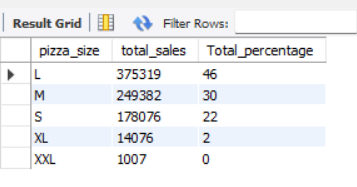 Result Grid Filter Rows:
pizza_size total_sales Total_percentage
L 375319 46
M 249382 30
S 178076 22
XL 14076 2
XXL 1007 0